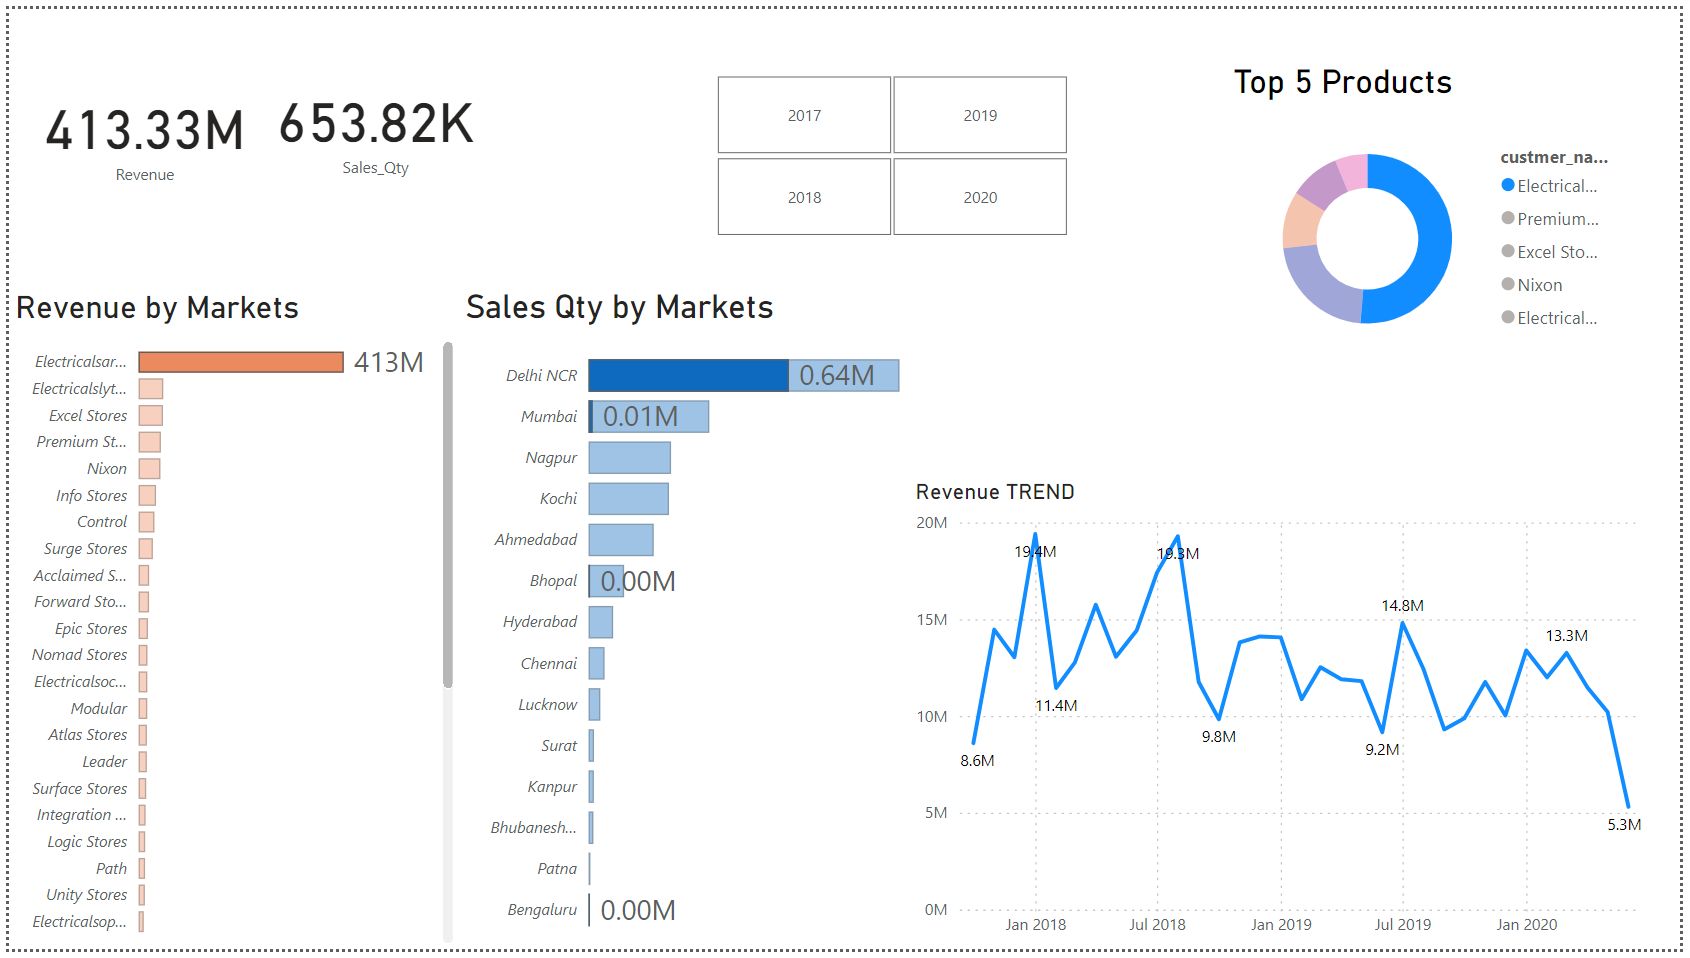 413.33M
Revenue
653.82K
Sales_Qty
2017
2019
2018
2020
Top 5 Products
custmer_na...
Electrical...
Premium...
Excel Sto...
Nixon
Electrical...
Revenue by Markets
Electricalsar...
413M
Electricalslyt...
Excel Stores
Premium St...
Nixon
Info Stores
Control
Surge Stores
Acclaimed S...
Forward Sto...
Epic Stores
Nomad Stores
Electricalsoc...
Modular
Atlas Stores
Leader
Surface Stores
Integration ...
Logic Stores
Path
Unity Stores
Electricalsop...
Sales Qty by Markets
Delhi NCR
0.64M
Mumbai
0.01M
Nagpur
Kochi
Ahmedabad
Bhopal
0.00M
Hyderabad
Chennai
Lucknow
Surat
Kanpur
Bhubanesh...
Patna
Bengaluru
0.00M
Revenue TREND
20M
15M
10M
5M
0M
8.6M
19.4M
11.4M
19.3M
9.8M
9.2M
14.8M
13.3M
5.3M
Jan 2018
Jul 2018
Jan 2019
Jul 2019
Jan 2020